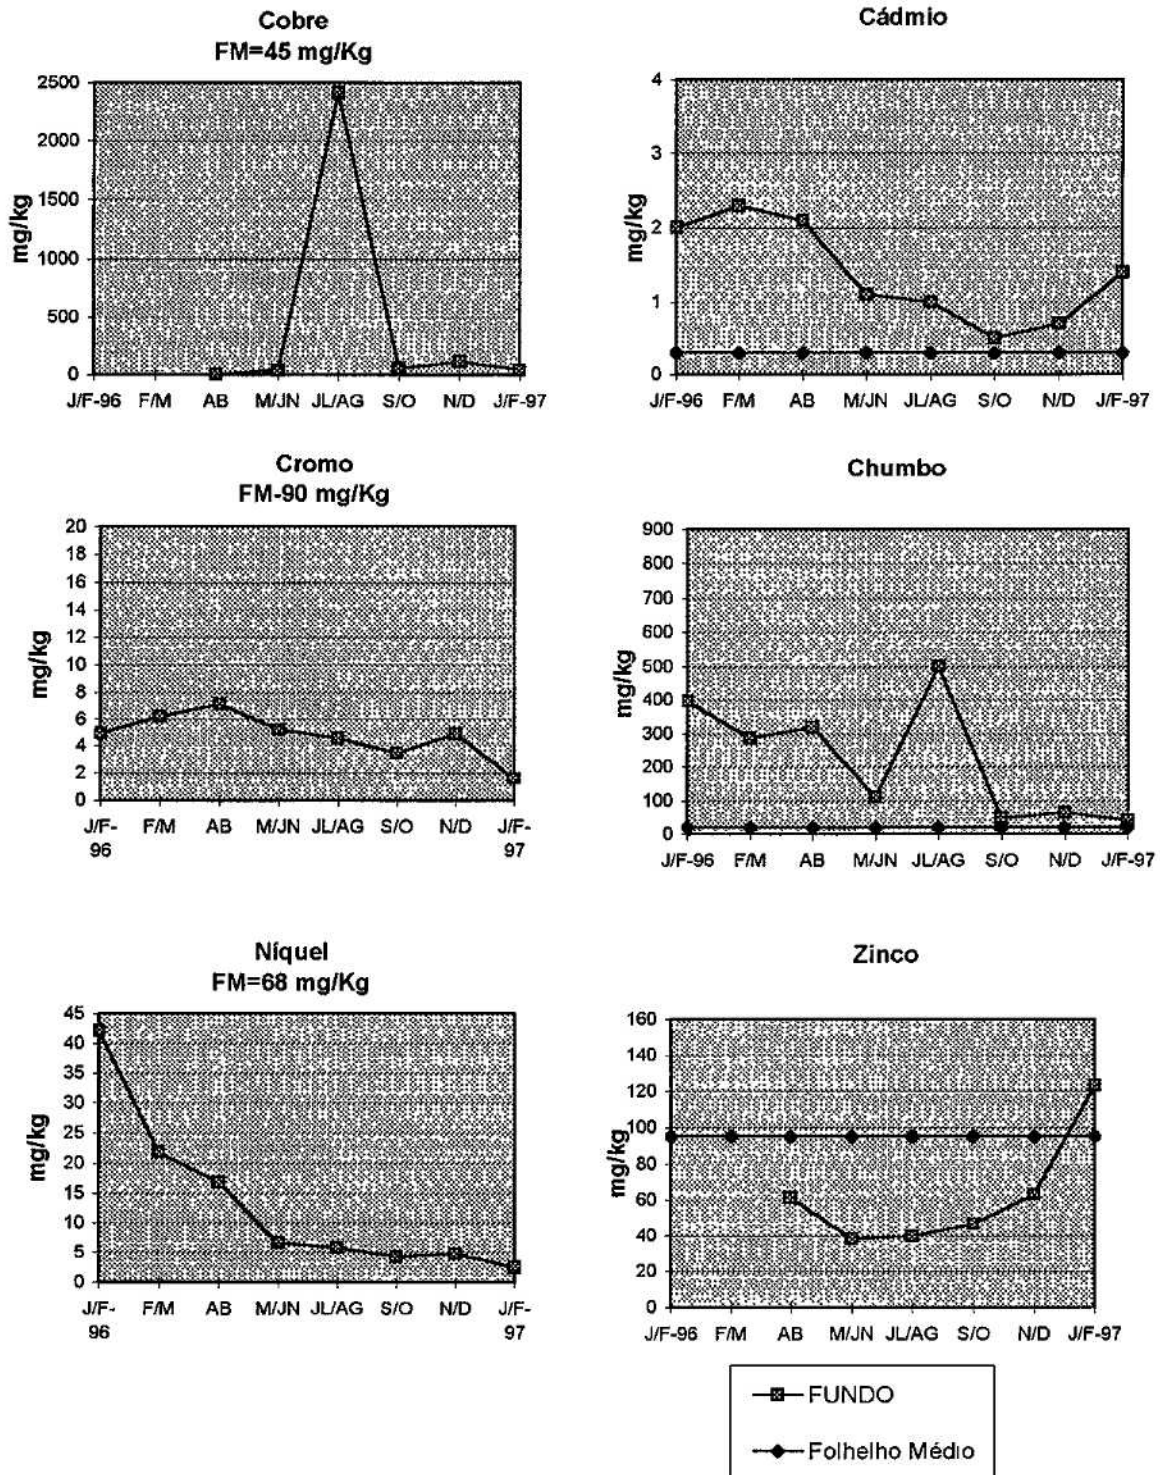 Cobre
FM=45 mg/Kg
2500
2000
1500
1000
500
0
mg/kg
J/F-96 F/M AB M/JN JL/AG S/O N/D J/F-97
Cádmio
4
3
2
1
0
mg/kg
J/F-96 F/M AB M/JN JL/AG S/O N/D J/F-97
Cromo
FM-90 mg/Kg
20
18
16
14
12
10
8
6
4
2
0
mg/kg
J/F- F/M AB M/JN JL/AG S/O N/D J/F-
96 97
Chumbo
900
800
700
600
500
400
300
200
100
0
mg/kg
J/F-96 F/M AB M/JN JL/AG S/O N/D J/F-97
Níquel
FM=68 mg/Kg
45
40
35
30
25
20
15
10
5
0
mg/kg
J/F- F/M AB M/JN JL/AG S/O N/D J/F-
96 97
Zinco
160
140
120
100
80
60
40
20
0
mg/kg
J/F-96 F/M AB M/JN JL/AG S/O N/D J/F-97
FUNDO
Folhelho Médio